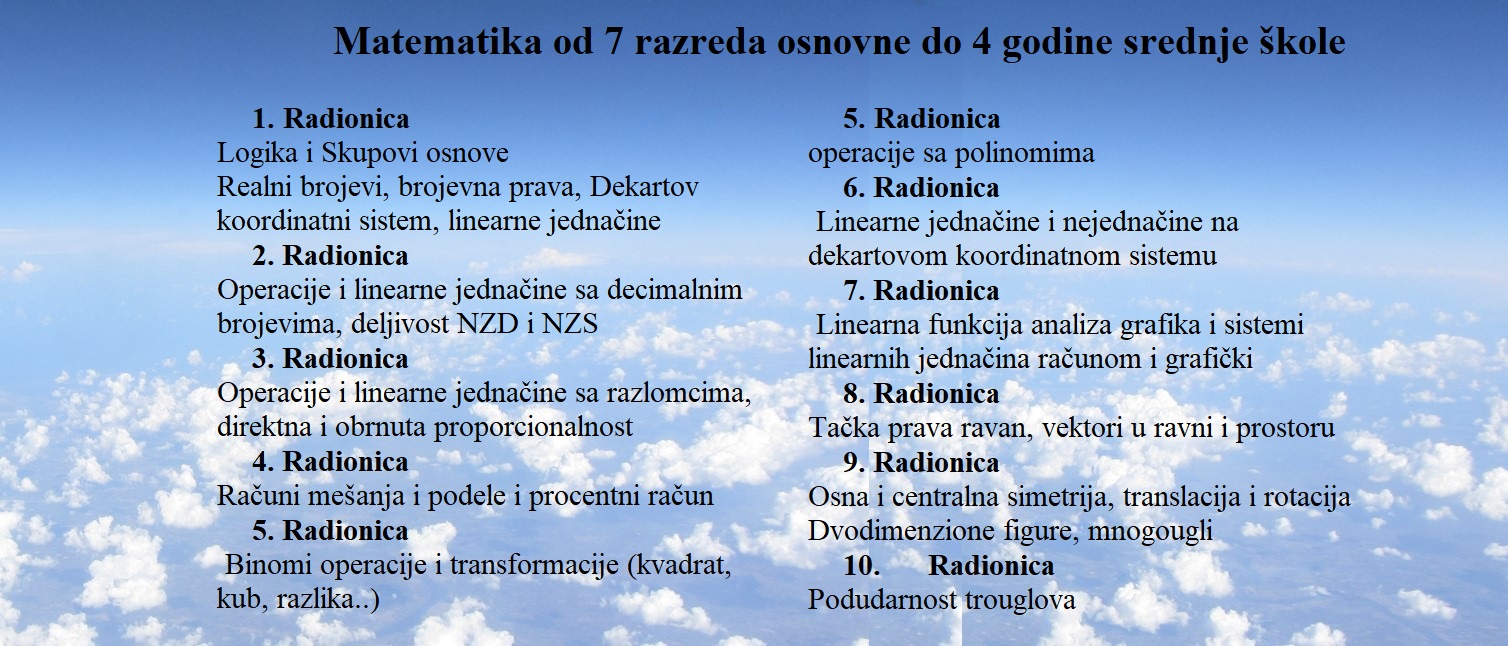 Matematika od 7 razreda osnovne do 4 godine srednje škole
1. Radionica
Logika i Skupovi osnove
Realni brojevi, brojevna prava, Dekartov
koordinatni sistem, linearne jednačine
2. Radionica
Operacije i linearne jednačine sa decimalnim
brojevima, deljivost NZD i NZS
3. Radionica
Operacije i linearne jednačine sa razlomcima,
direktna i obrnuta proporcionalnost
4. Radionica
Računi mešanja i podele i procentni račun
5. Radionica
Binomi operacije i transformacije (kvadrat,
kub, razlika..)
5. Radionica
operacije sa polinomima
6. Radionica
Linearne jednačine i nejednačine na
dekartovom koordinatnom sistemu
7. Radionica
Linearna funkcija analiza grafika i sistemi
linearnih jednačina računom i grafički
8. Radionica
Tačka prava ravan, vektori u ravni i prostoru
9. Radionica
Osna i centralna simetrija, translacija i rotacija
Dvodimenzione figure, mnogougli
10. Radionica
Podudarnost trouglova